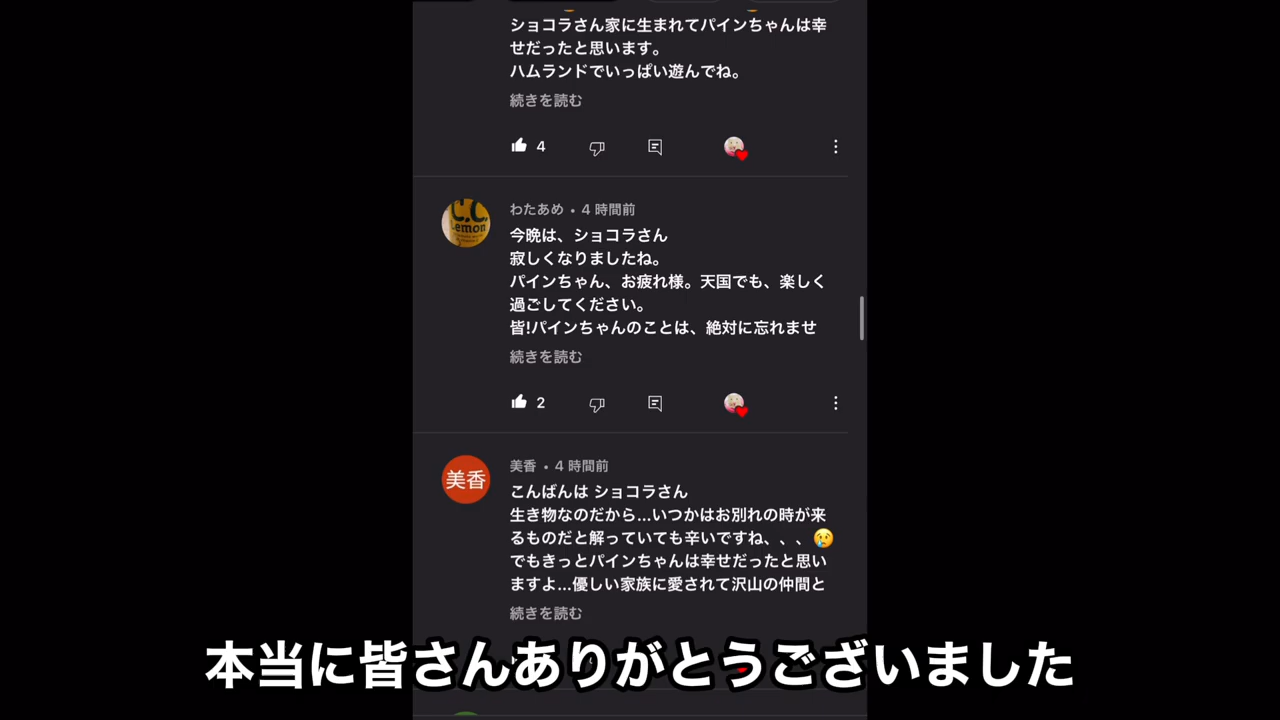 ショコラさん家に生まれてパインちゃんは幸
せだったと思います。
ハムランドでいっぱい遊んでね。
続きを読む
4
C.C.
Lemon
わたあめ • 4 時間前
今晩は、ショコラさん
寂しくなりましたね。
パインちゃん、お疲れ様。天国でも、楽しく
過ごしてください。
皆!パインちゃんのことは、絶対に忘れませ
続きを読む
2
美香
美香 • 4 時間前
こんばんは ショコラさん
生き物なのだから...いつかはお別れの時が来
るものだと解っていても辛いですね、、、😢
でもきっとパインちゃんは幸せだったと思い
ますよ...優しい家族に愛されて沢山の仲間と
続きを読む
本当に皆さんありがとうございました